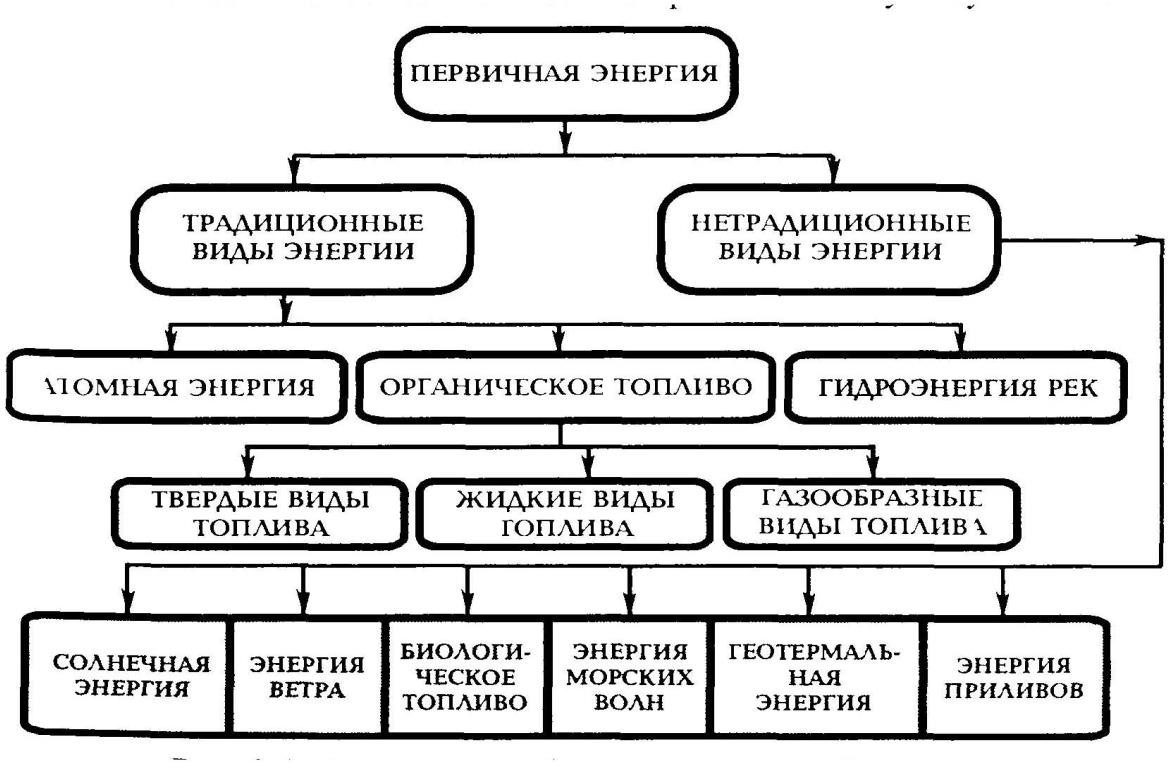 ПЕРВИЧНАЯ ЭНЕРГИЯ
ТРАДИЦИОННЫЕ
ВИДЫ ЭНЕРГИИ
НЕТРАДИЦИОННЫЕ
ВИДЫ ЭНЕРГИИ
АТОМНАЯ ЭНЕРГИЯ
ОРГАНИЧЕСКОЕ ТОПЛИВО
ГИДРОЭНЕРГИЯ РЕК
ТВЕРДЫЕ ВИДЫ
ТОПЛИВА
ЖИДКИЕ ВИДЫ
ТОПЛИВА
ГАЗООБРАЗНЫЕ
ВИДЫ ТОПЛИВА
СОЛНЕЧНАЯ
ЭНЕРГИЯ
ЭНЕРГИЯ
ВЕТРА
БИОЛОГИ-
ЧЕСКОЕ
ТОПЛИВО
ЭНЕРГИЯ
МОРСКИХ
ВОЛН
ГЕОТЕРМАЛЬ-
НАЯ
ЭНЕРГИЯ
ЭНЕРГИЯ
ПРИЛИВОВ